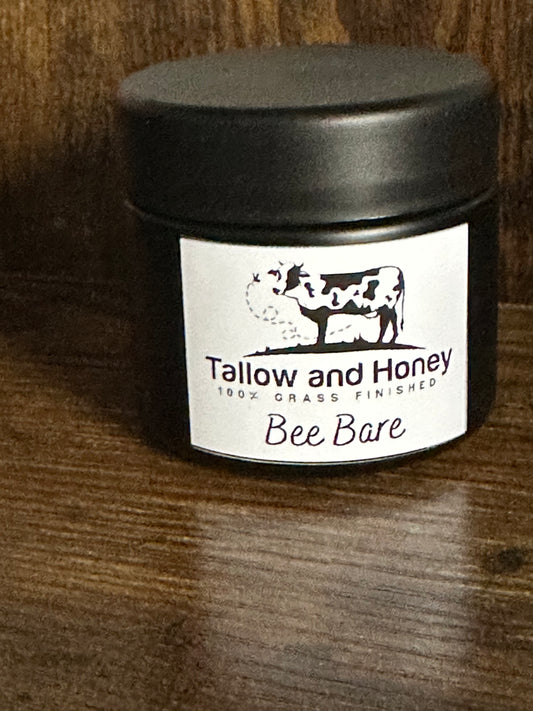 Tallow and Honey
100% GRASS FINISHED
Bee Bare